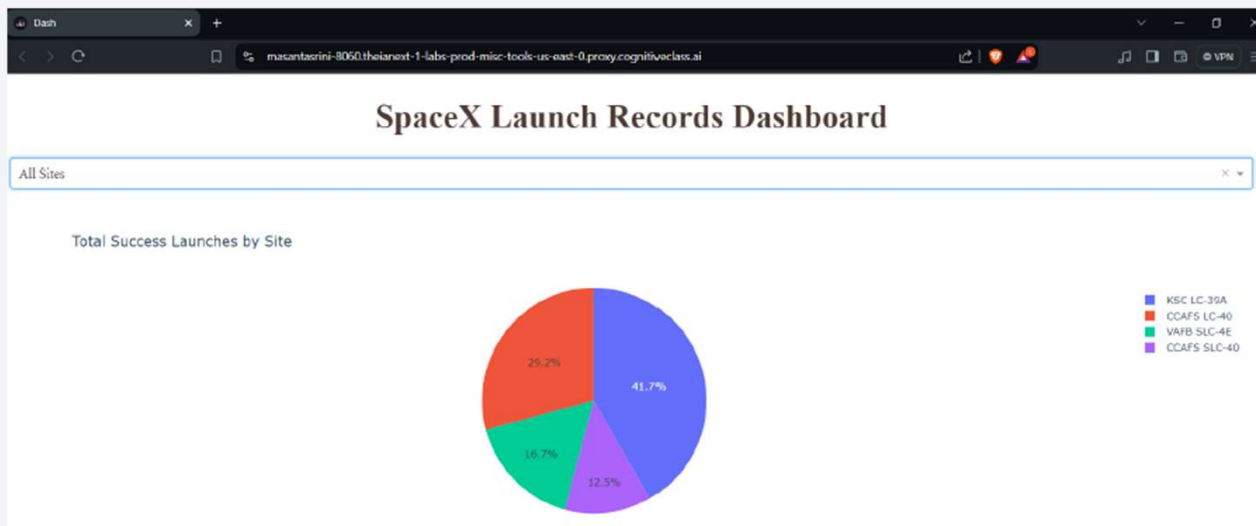 Dash
masantasrini-8060.theianext-1-labs-prod-misc-tools-us-east-0.proxy.cognitiveclass.ai
VPN
SpaceX Launch Records Dashboard
All Sites
Total Success Launches by Site
KSC LC-39A
CCAFS LC-40
VAFB SLC-4E
CCAFS SLC-40
29.2%
41.7%
16.7%
12.5%